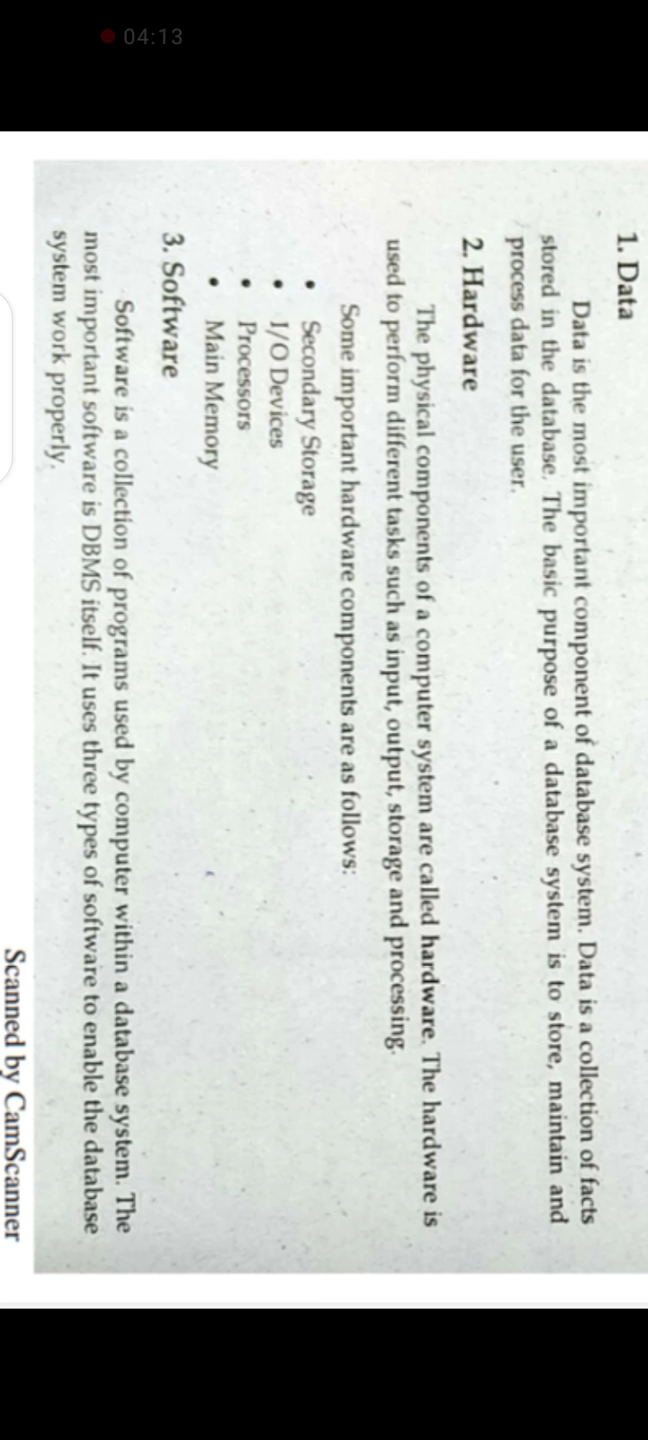 04:13
1. Data
Data is the most important component of database system. Data is a collection of facts
stored in the database. The basic purpose of a database system is to store, maintain and
process data for the user.
2. Hardware
The physical components of a computer system are called hardware. The hardware is
used to perform different tasks such as input, output, storage and processing.
Some important hardware components are as follows:
• Secondary Storage
• I/O Devices
• Processors
• Main Memory
3. Software
Software is a collection of programs used by computer within a database system. The
most important software is DBMS itself. It uses three types of software to enable the database
system work properly.
Scanned by CamScanner